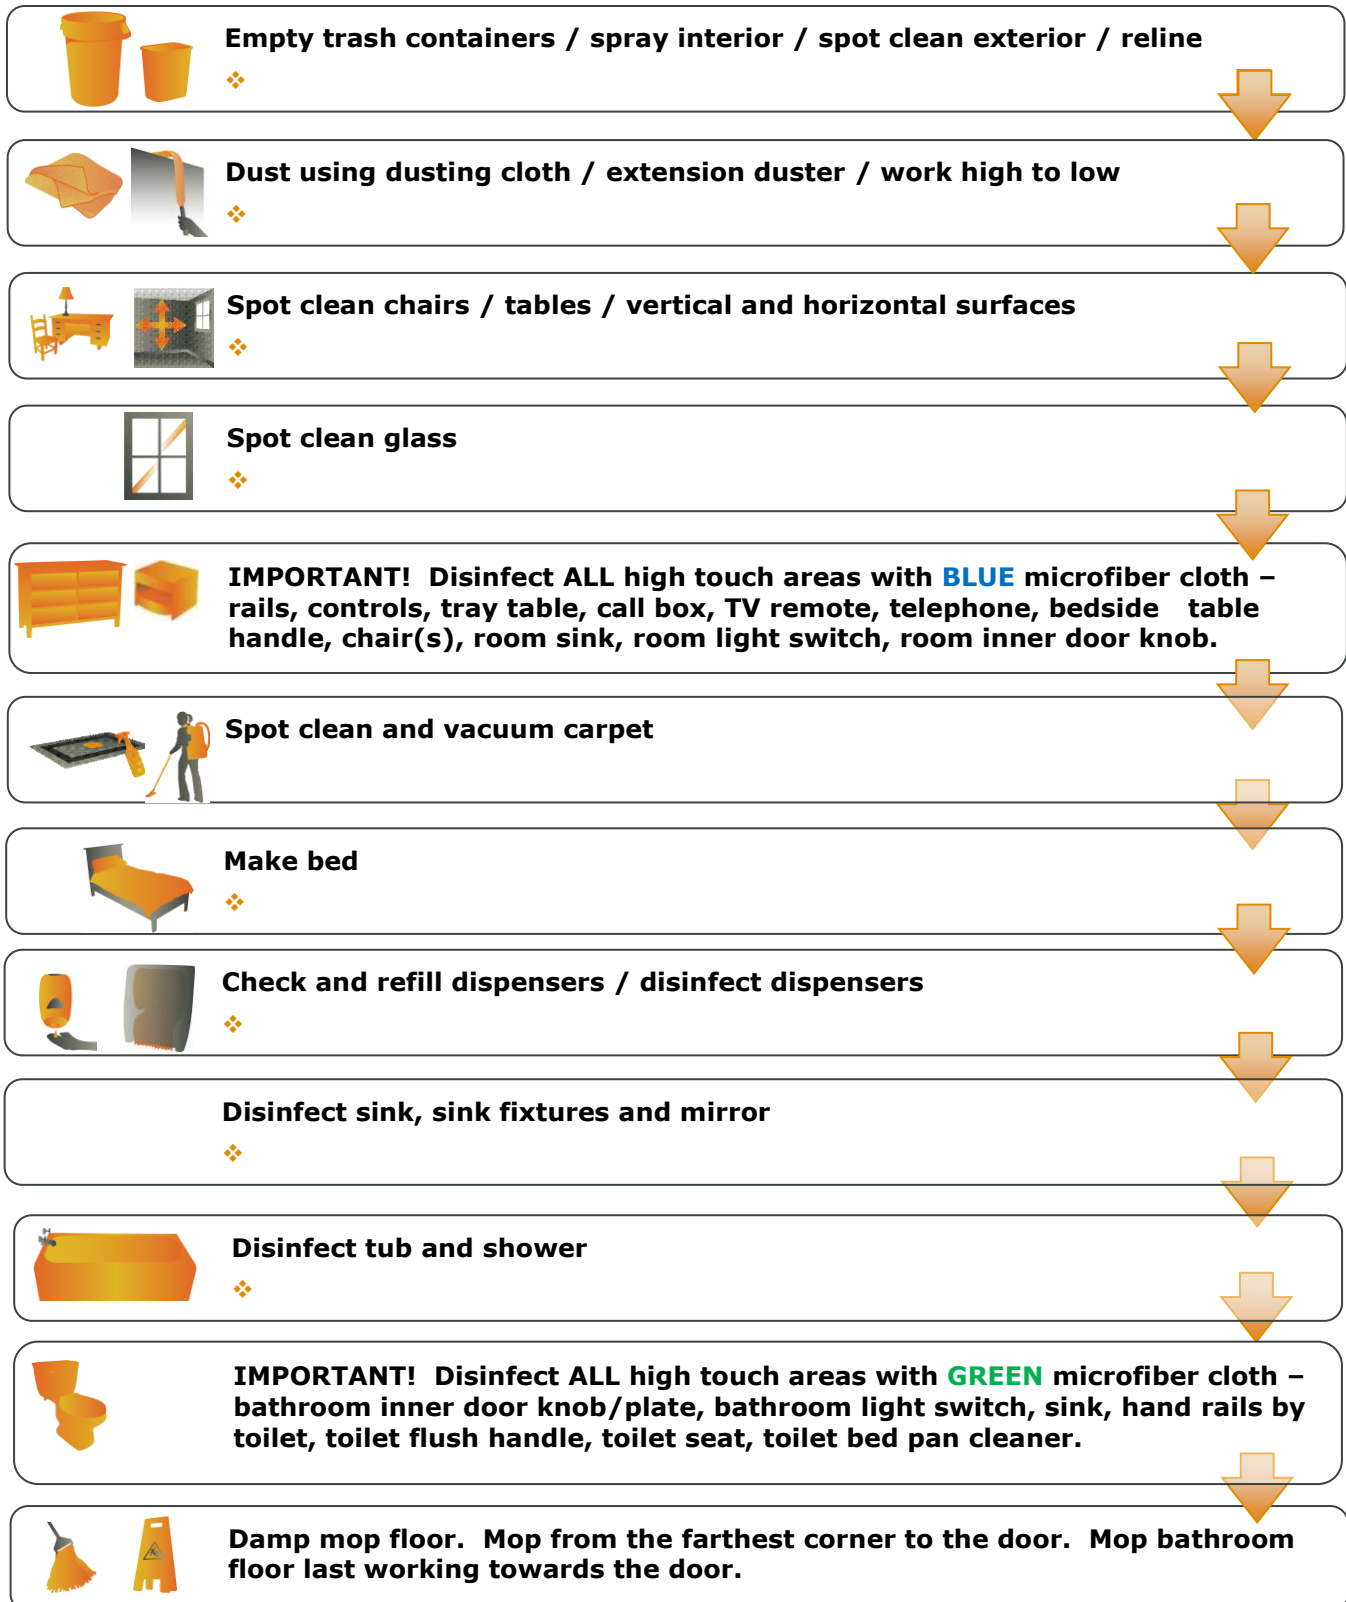 Empty trash containers / spray interior / spot clean exterior / reline
Dust using dusting cloth / extension duster / work high to low
Spot clean chairs / tables / vertical and horizontal surfaces
Spot clean glass
IMPORTANT!  Disinfect ALL high touch areas with BLUE microfiber cloth –
rails, controls, tray table, call box, TV remote, telephone, bedside   table
handle, chair(s), room sink, room light switch, room inner door knob.
Spot clean and vacuum carpet
Make bed
Check and refill dispensers / disinfect dispensers
Disinfect sink, sink fixtures and mirror
Disinfect tub and shower
IMPORTANT!  Disinfect ALL high touch areas with GREEN microfiber cloth –
bathroom inner door knob/plate, bathroom light switch, sink, hand rails by
toilet, toilet flush handle, toilet seat, toilet bed pan cleaner.
Damp mop floor.  Mop from the farthest corner to the door.  Mop bathroom
floor last working towards the door.